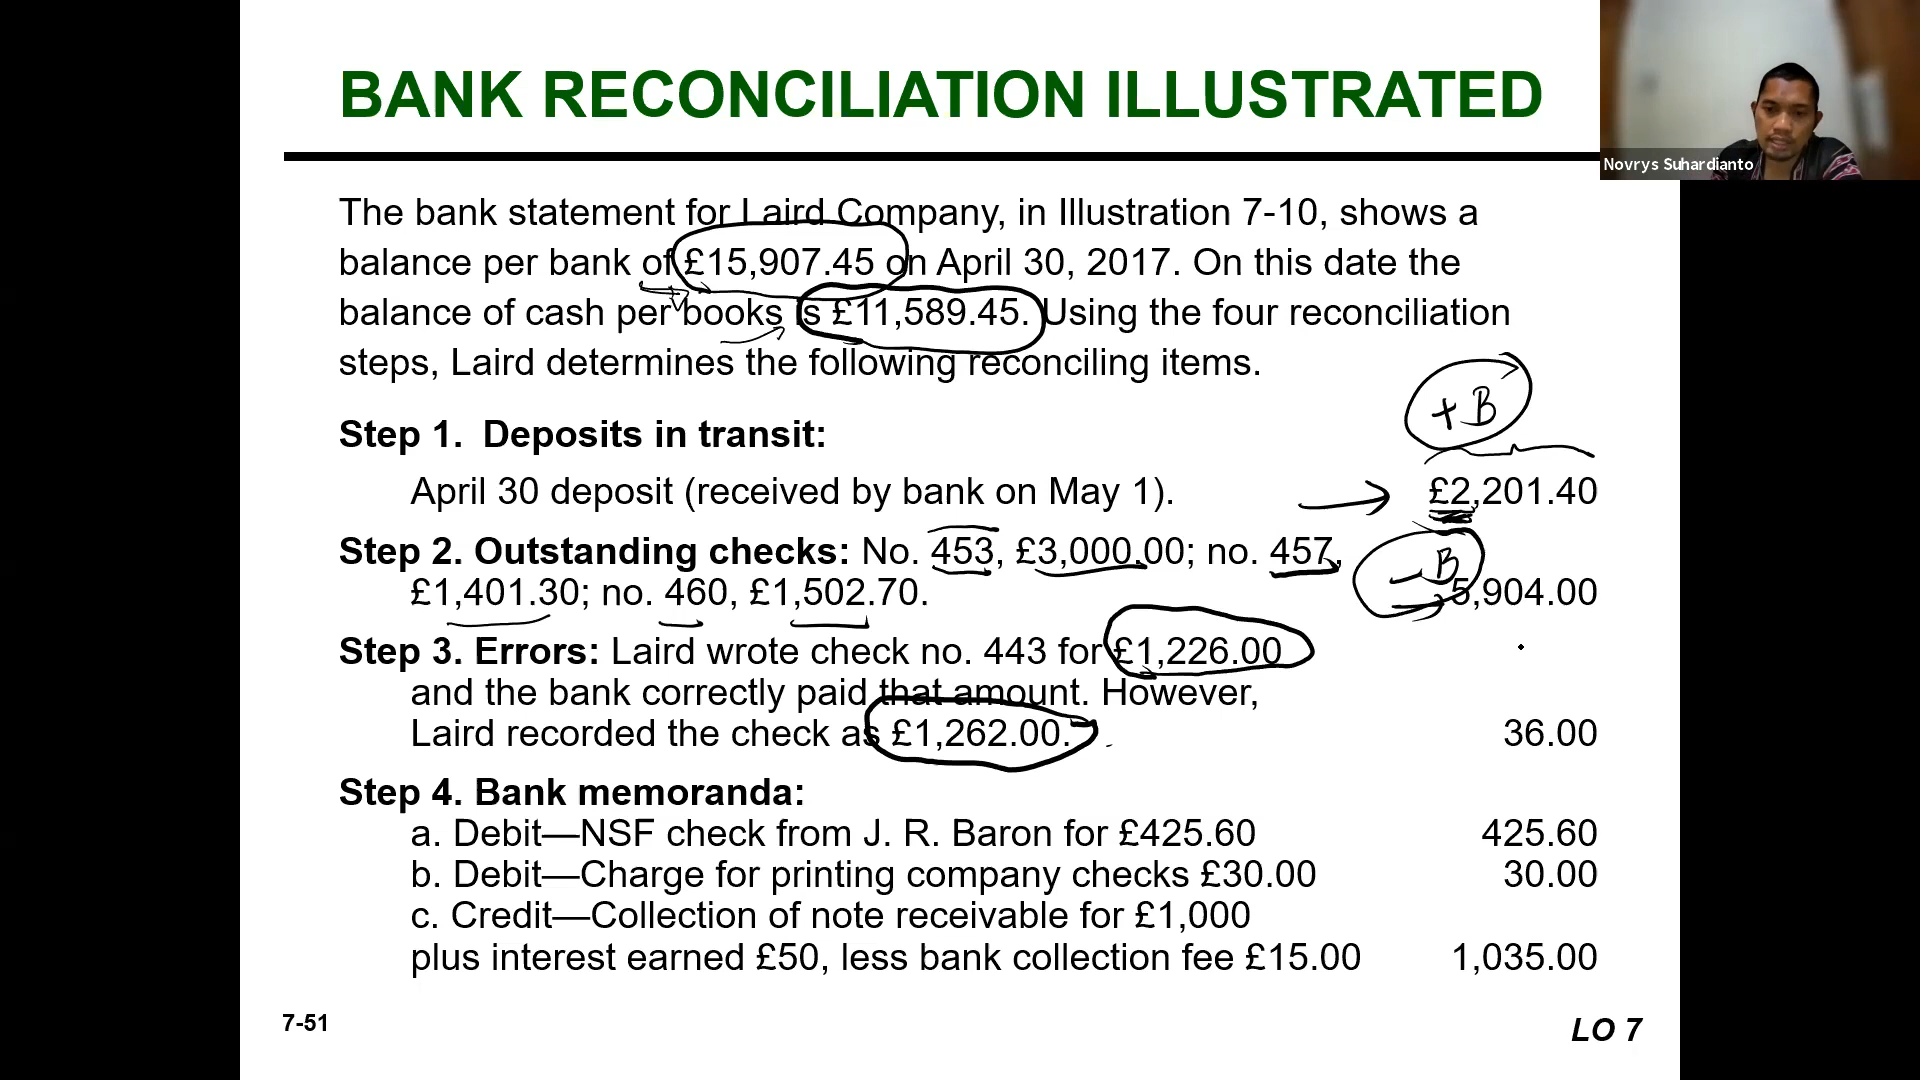 BANK RECONCILIATION ILLUSTRATED
Novrys Suhardianto
The bank statement for Laird Company, in Illustration 7-10, shows a
balance per bank of £15,907.45 on April 30, 2017. On this date the
balance of cash per books is £11,589.45. Using the four reconciliation
steps, Laird determines the following reconciling items.
+ B
Step 1. Deposits in transit:
April 30 deposit (received by bank on May 1). £2,201.40
Step 2. Outstanding checks: No. 453, £3,000.00; no. 457,
- B
£1,401.30; no. 460, £1,502.70. 5,904.00
Step 3. Errors: Laird wrote check no. 443 for £1,226.00
and the bank correctly paid that amount. However,
Laird recorded the check as £1,262.00. 36.00
Step 4. Bank memoranda:
a. Debit—NSF check from J. R. Baron for £425.60 425.60
b. Debit—Charge for printing company checks £30.00 30.00
c. Credit—Collection of note receivable for £1,000
plus interest earned £50, less bank collection fee £15.00 1,035.00
7-51
LO 7